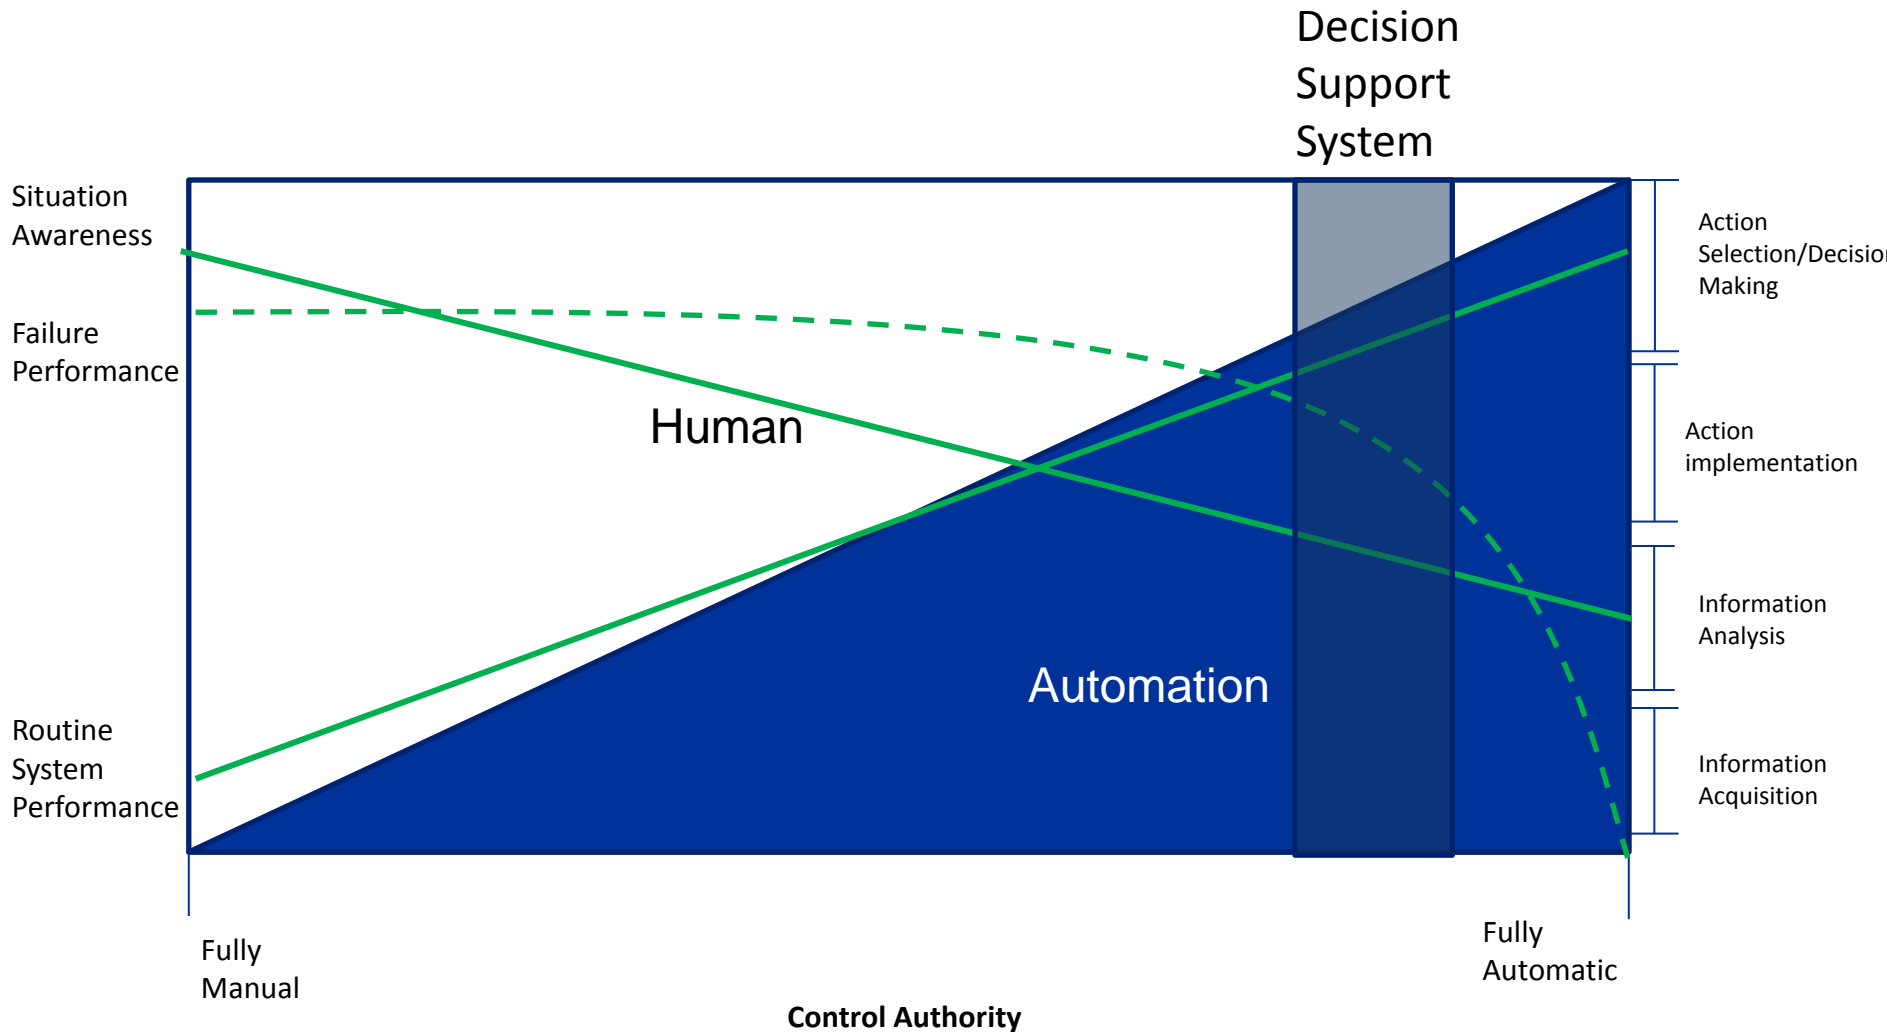 Decision
Support
System
Situation
Awareness
Failure
Performance
Routine
System
Performance
Human
Automation
Action
Selection/Decision
Making
Action
implementation
Information
Analysis
Information
Acquisition
Fully
Manual
Fully
Automatic
Control Authority